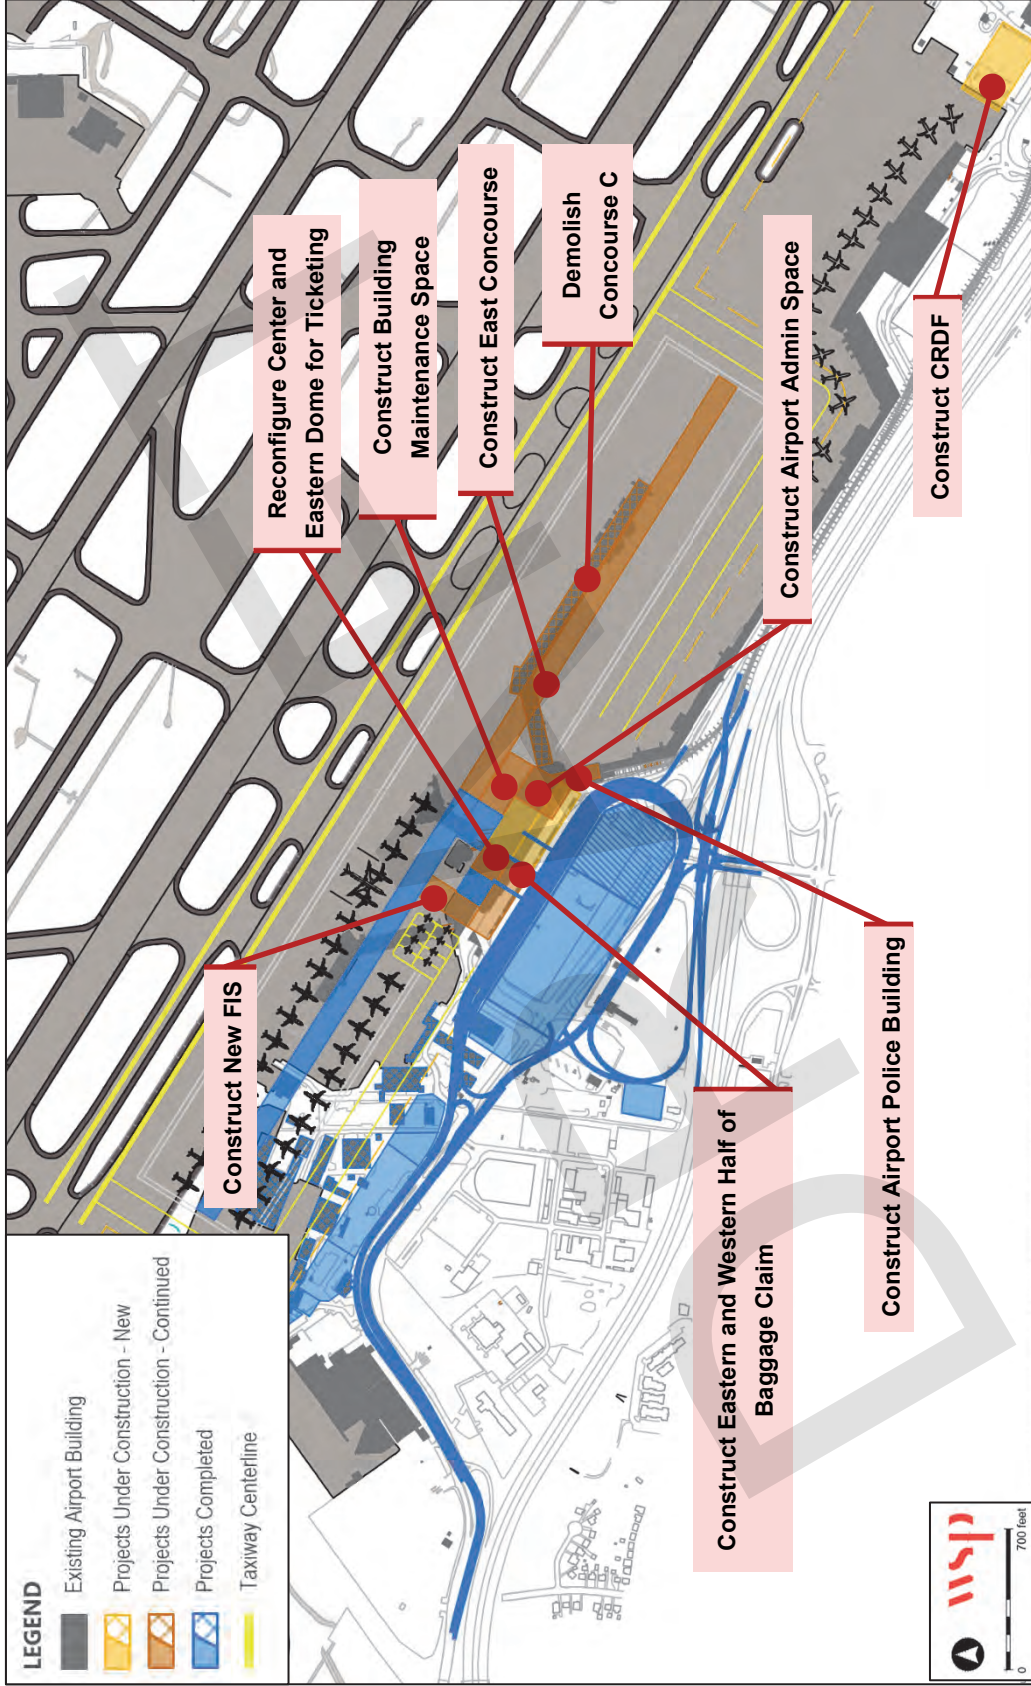 LEGEND
Existing Airport Building
Projects Under Construction - New
Projects Under Construction - Continued
Projects Completed
Taxiway Centerline
Construct New FIS
Reconfigure Center and
Eastern Dome for Ticketing
Construct Building
Maintenance Space
Construct East Concourse
Demolish
Concourse C
Construct Airport Admin Space
Construct CRDF
Construct Eastern and Western Half of
Baggage Claim
Construct Airport Police Building
wsp
0
700 feet
DRAFT